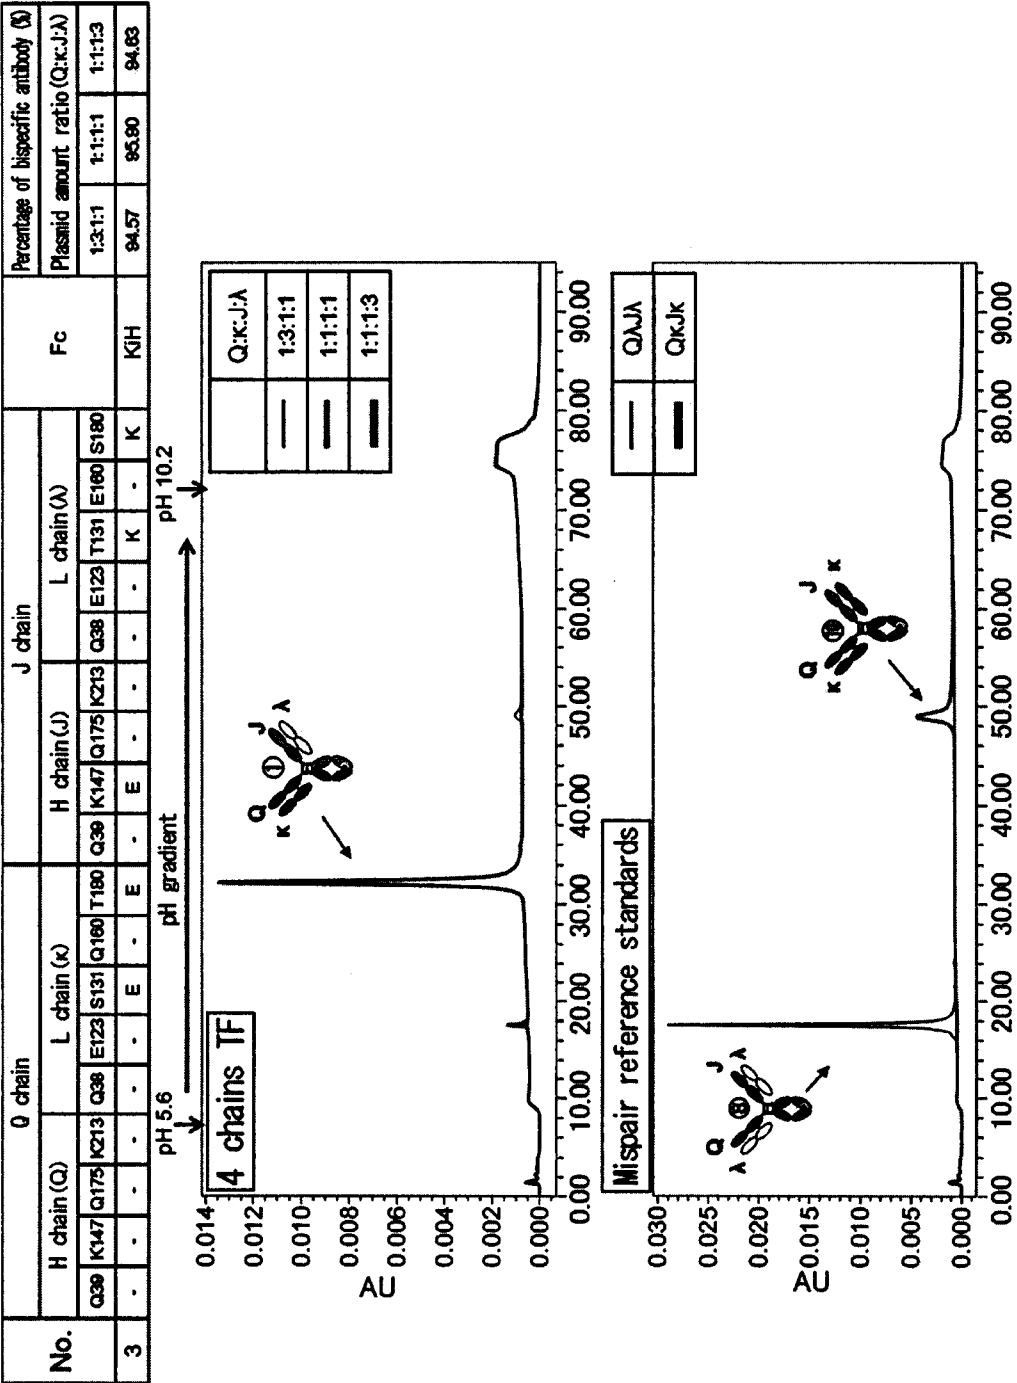 No. Q chain J chain Fc Percentage of bispecific antibody (%)
H chain (Q) L chain (κ) H chain (J) L chain (λ) Plasmid amount ratio (Q:κ:J:λ)
Q39 K147 Q175 K213 Q38 E123 S131 Q160 T180 Q39 K147 Q175 K213 Q38 E123 T131 E160 S180 1:3:1:1 1:1:1:1 1:1:1:3
3 - - - - - - E - E - E - - - - K - K KiH 94.57 95.90 94.63
pH 5.6 pH gradient pH 10.2
4 chains TF
Q:κ:J:λ
1:3:1:1
1:1:1:1
1:1:1:3
Q ① J
κ λ
0.014
0.012
0.010
0.008
0.006
0.004
0.002
0.000
AU
0.00 10.00 20.00 30.00 40.00 50.00 60.00 70.00 80.00 90.00
Mispair reference standards
QλJλ
QκJκ
Q ⑧ J
λ λ
Q J
κ κ
0.030
0.025
0.020
0.015
0.010
0.005
0.000
AU
0.00 10.00 20.00 30.00 40.00 50.00 60.00 70.00 80.00 90.00